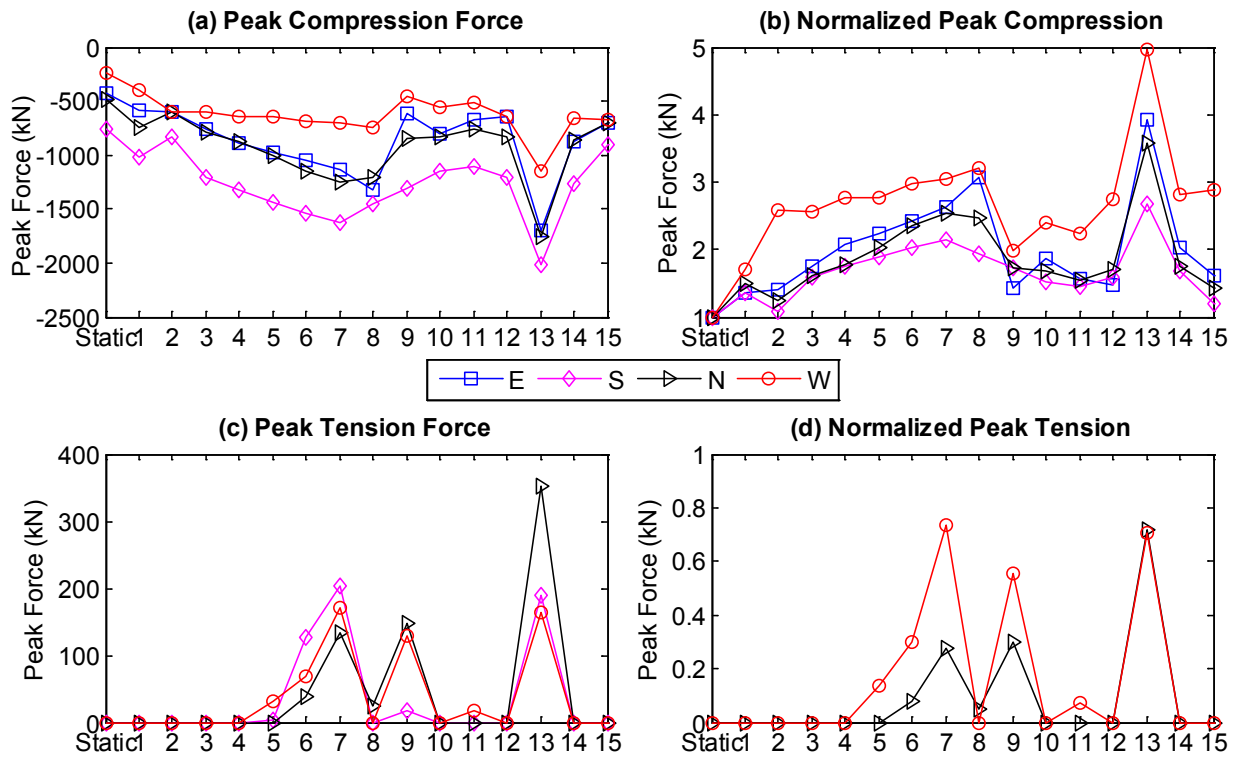 (a) Peak Compression Force
(b) Normalized Peak Compression
Peak Force (kN)
0
-500
-1000
-1500
-2000
-2500
Static 1 2 3 4 5 6 7 8 9 10 11 12 13 14 15
Peak Force (kN)
5
4
3
2
1
Static 1 2 3 4 5 6 7 8 9 10 11 12 13 14 15
E S N W
(c) Peak Tension Force
(d) Normalized Peak Tension
Peak Force (kN)
400
300
200
100
0
Static 1 2 3 4 5 6 7 8 9 10 11 12 13 14 15
Peak Force (kN)
1
0.8
0.6
0.4
0.2
0
Static 1 2 3 4 5 6 7 8 9 10 11 12 13 14 15